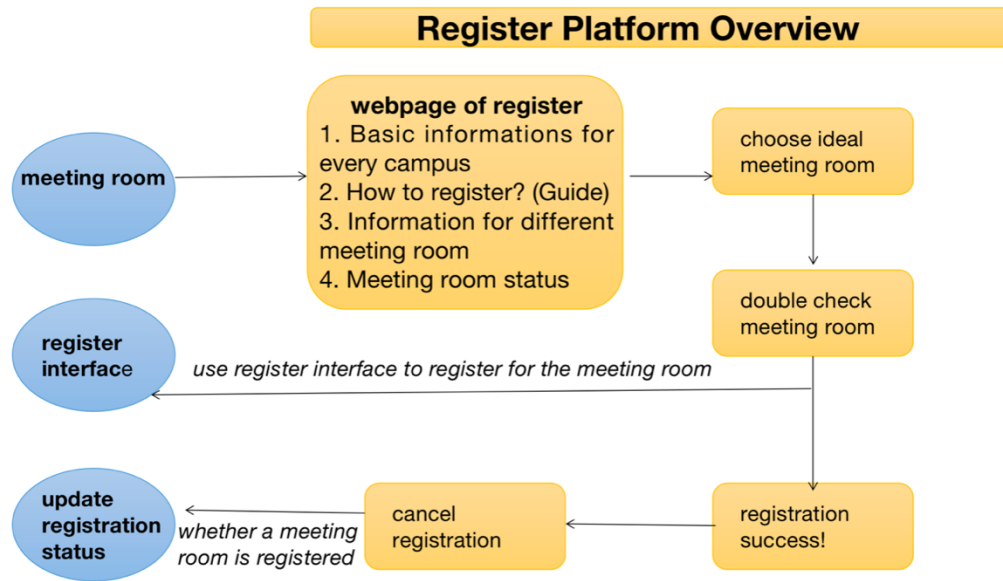 Register Platform Overview
webpage of register
1. Basic informations for
every campus
2. How to register? (Guide)
3. Information for different
meeting room
4. Meeting room status
meeting room
choose ideal
meeting room
double check
meeting room
register
interface
use register interface to register for the meeting room
update
registration
status
whether a meeting
room is registered
cancel
registration
registration
success!